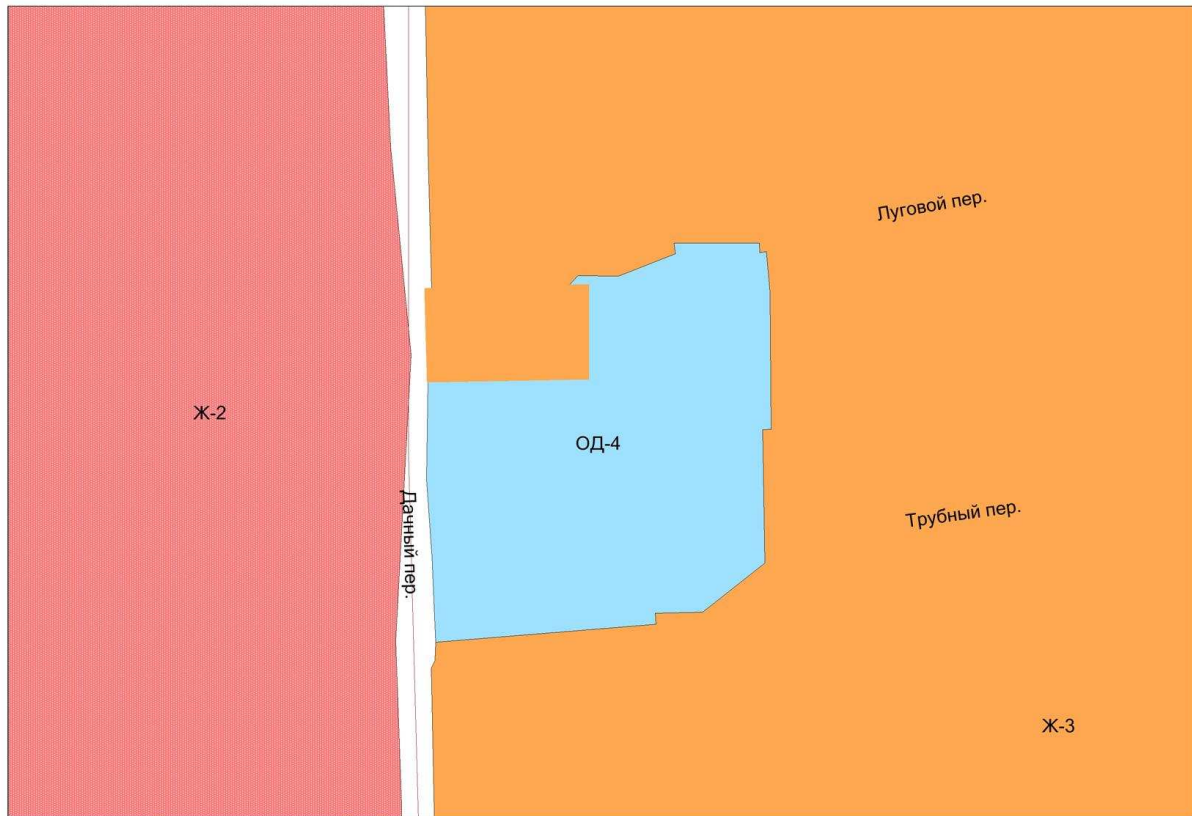 Луговой пер.
Ж-2
ОД-4
Дачный пер.
Трубный пер.
Ж-3